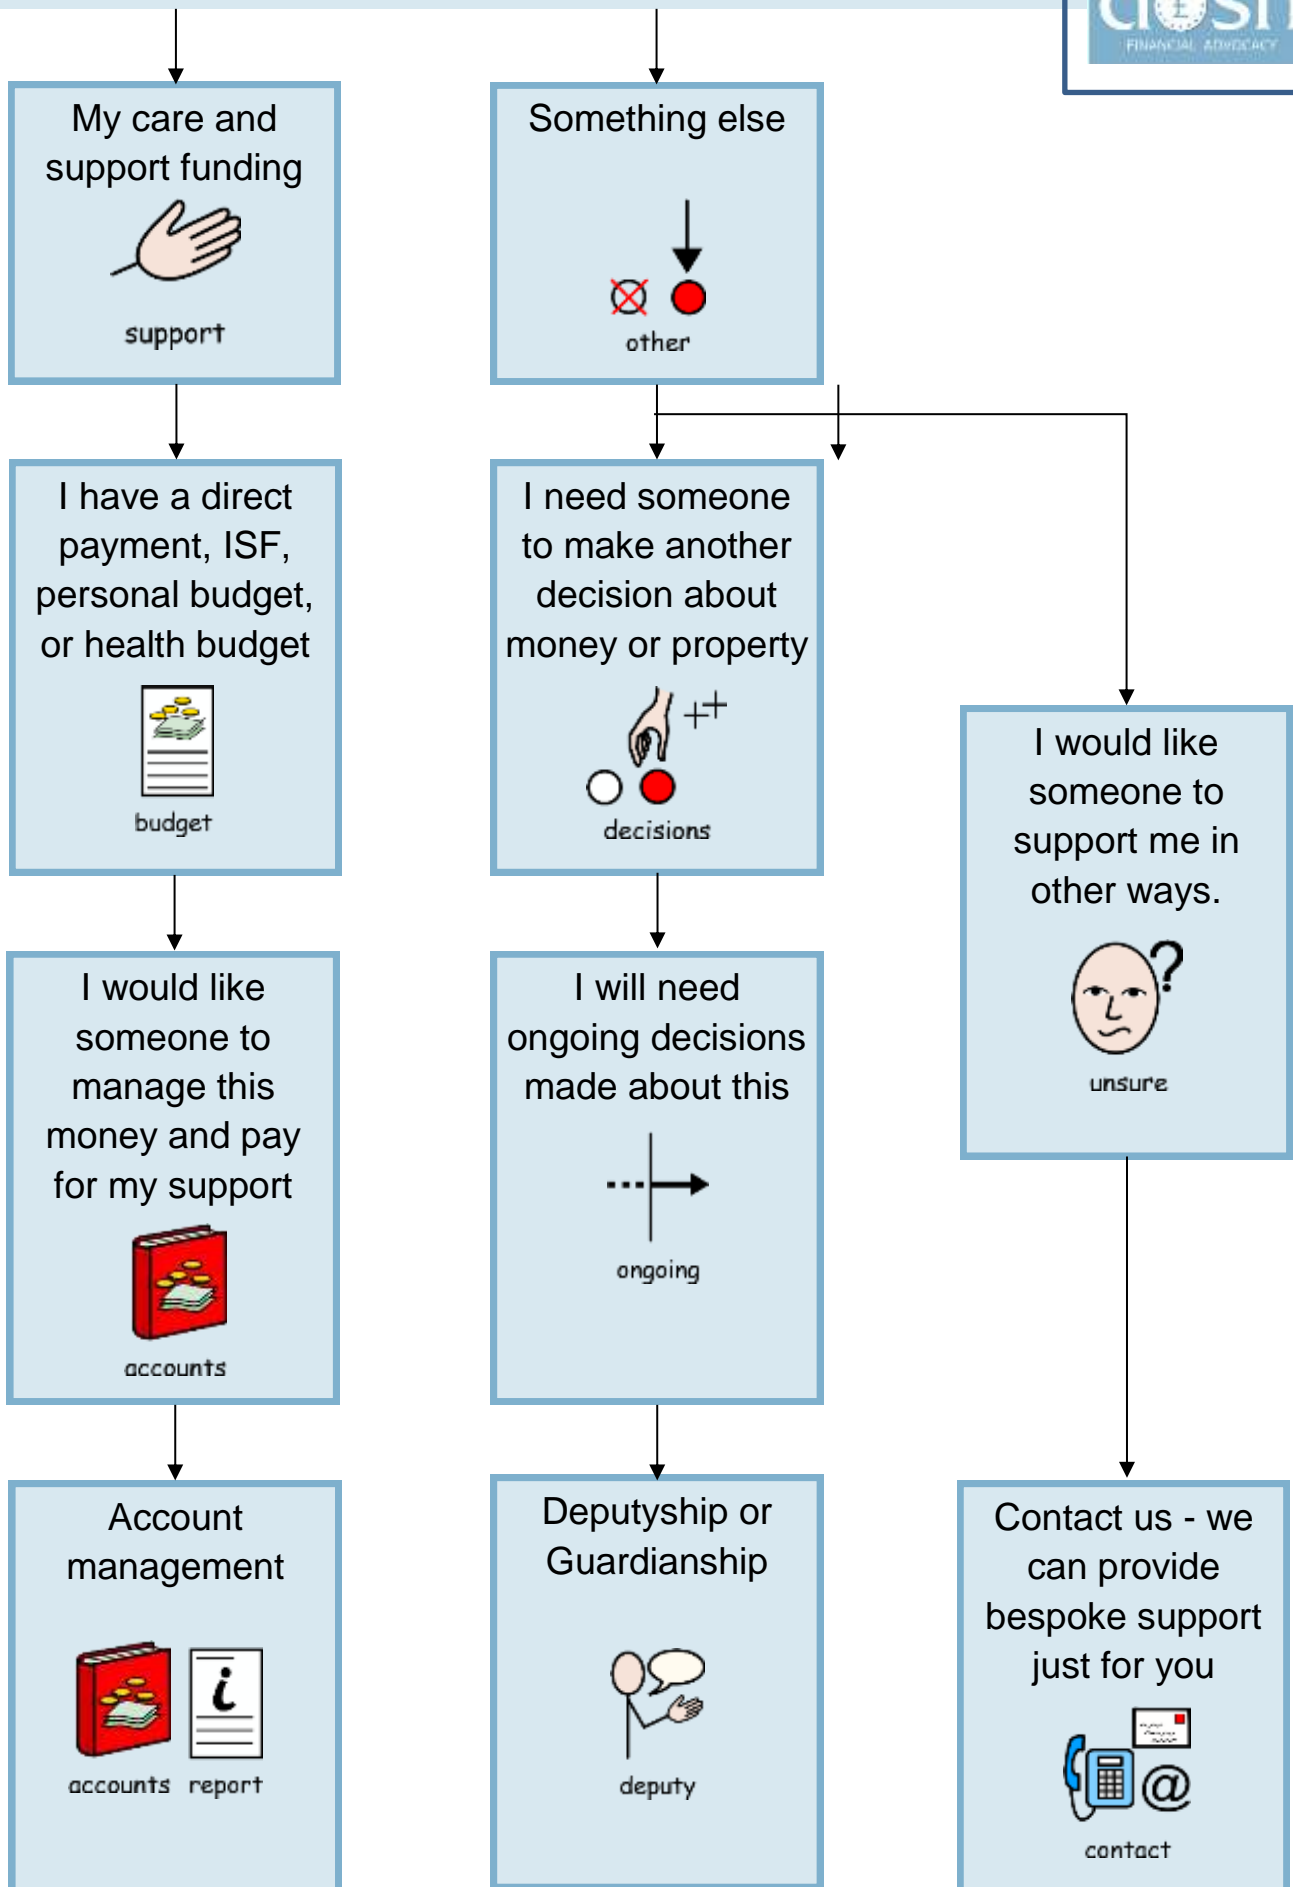 FINANCIAL ADVOCACY
My care and
support funding
support
Something else
other
I have a direct
payment, ISF,
personal budget,
or health budget
budget
I need someone
to make another
decision about
money or property
decisions
I would like
someone to
support me in
other ways.
unsure
I would like
someone to
manage this
money and pay
for my support
accounts
I will need
ongoing decisions
made about this
ongoing
Account
management
accounts report
Deputyship or
Guardianship
deputy
Contact us - we
can provide
bespoke support
just for you
@
contact